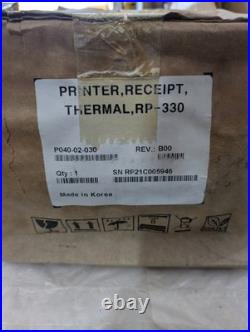 PRINTER,RECEIPT,
THERMAL,RP-330
P040-02-030 REV.: B00
Qty : 1 SN RP21C005946
Made in Korea